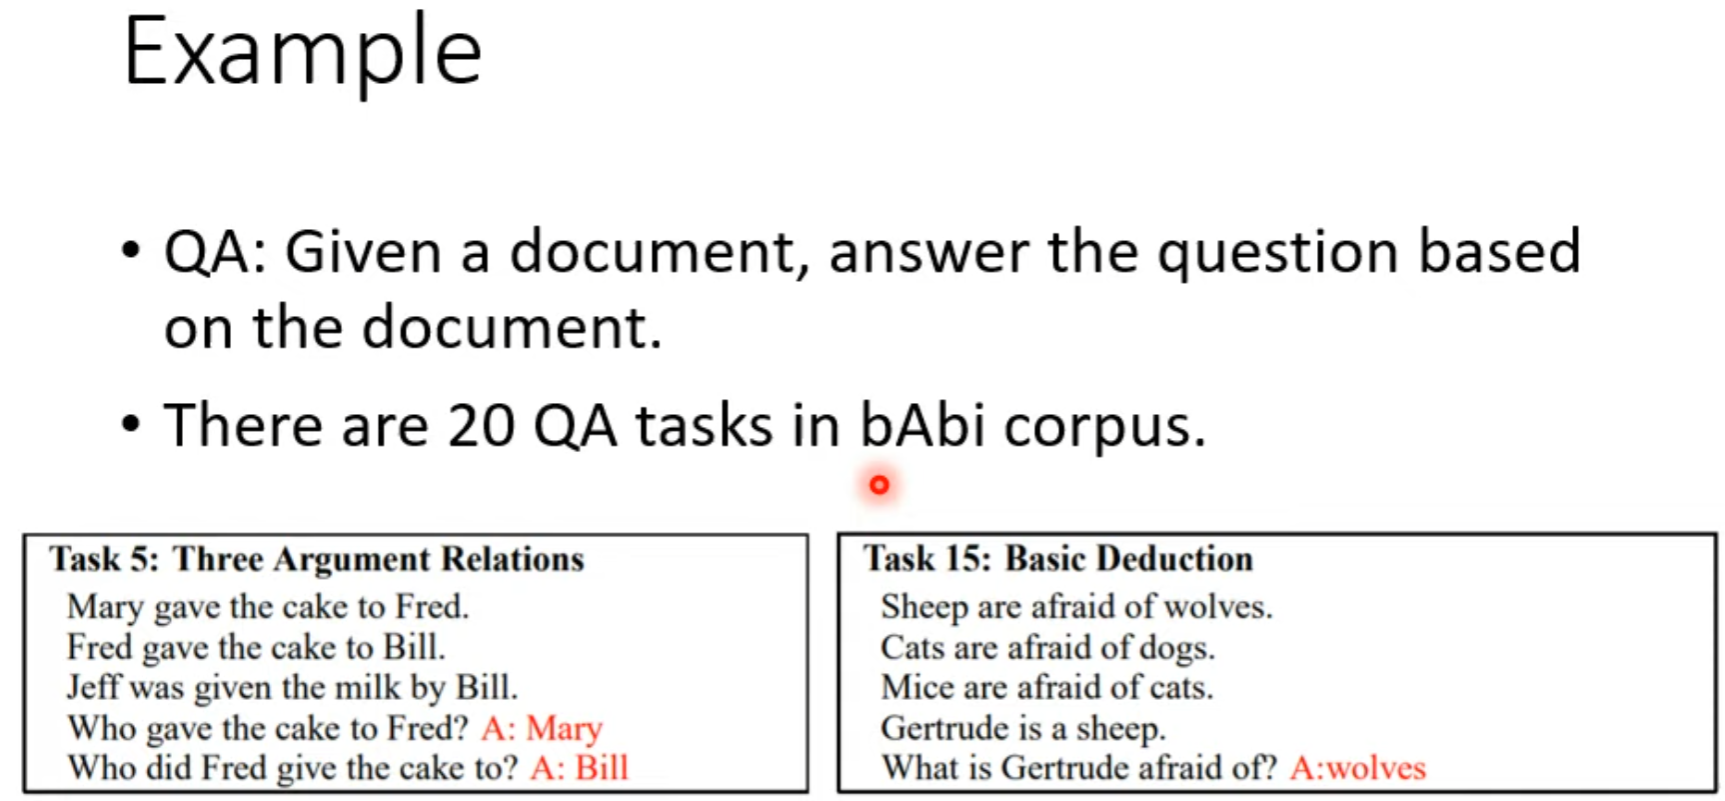 Example
• QA: Given a document, answer the question based
on the document.
• There are 20 QA tasks in bAbi corpus.
Task 5: Three Argument Relations
Mary gave the cake to Fred.
Fred gave the cake to Bill.
Jeff was given the milk by Bill.
Who gave the cake to Fred? A: Mary
Who did Fred give the cake to? A: Bill
Task 15: Basic Deduction
Sheep are afraid of wolves.
Cats are afraid of dogs.
Mice are afraid of cats.
Gertrude is a sheep.
What is Gertrude afraid of? A:wolves